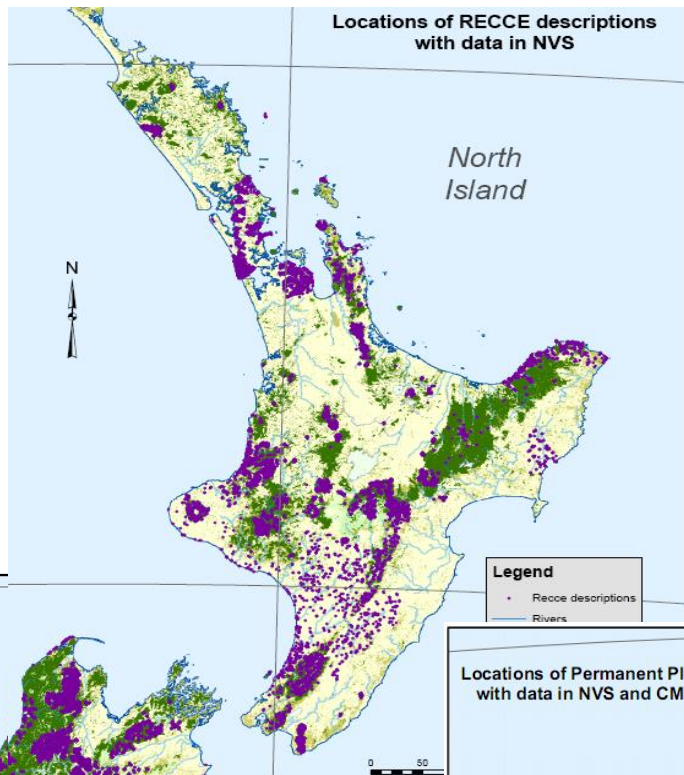 Locations of RECCE descriptions
with data in NVS
North
Island
N
Legend
Recce descriptions
Rivers
Locations of Permanent Pl
with data in NVS and CM
0 50